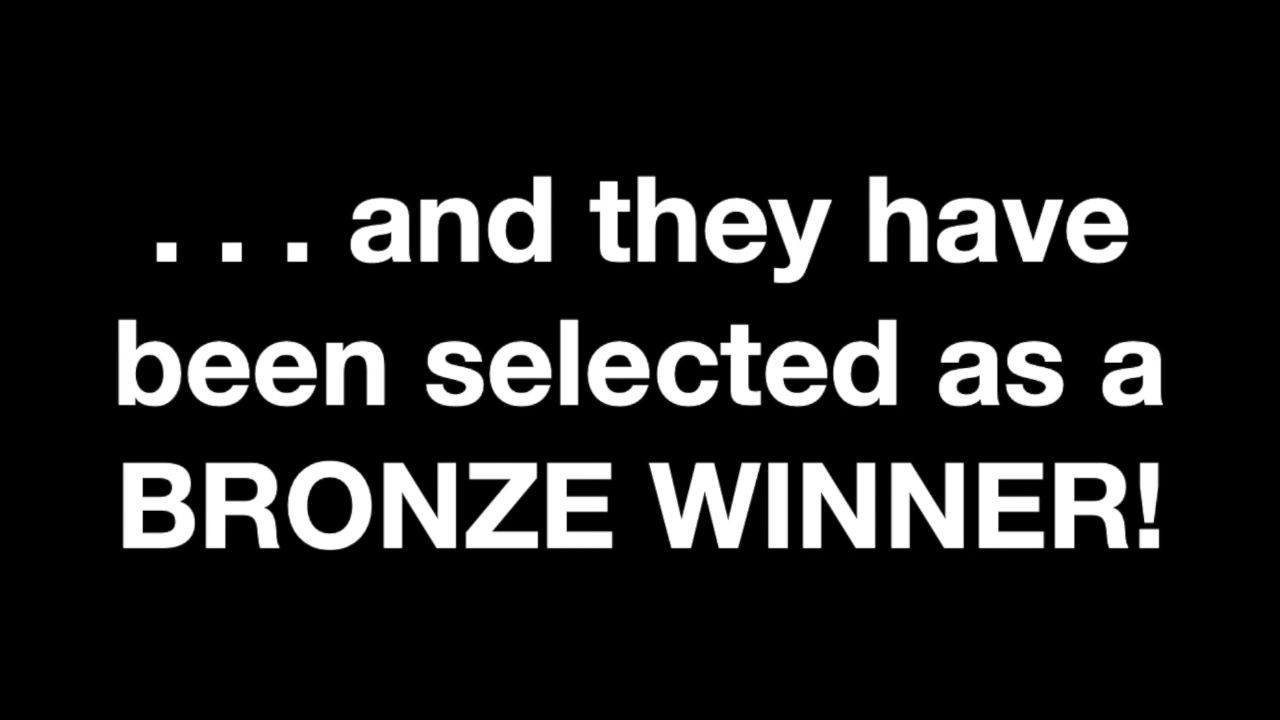 . . . and they have
been selected as a
BRONZE WINNER!